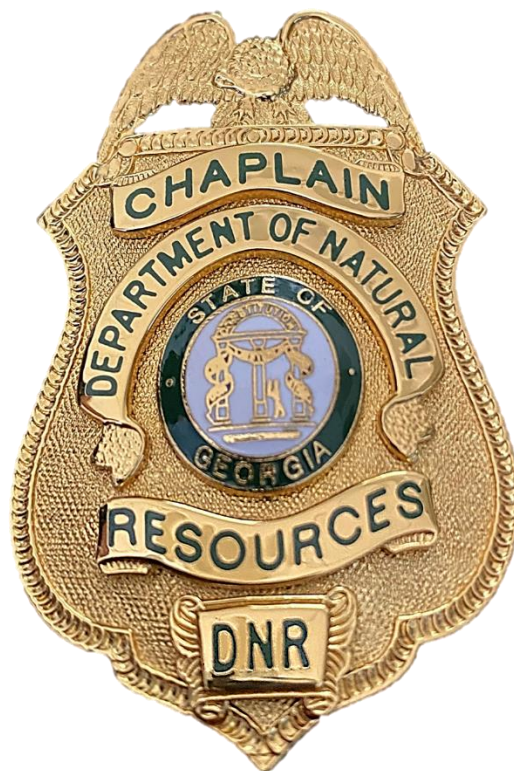 CHAPLAIN
DEPARTMENT OF NATURAL
STATE OF
GEORGIA
RESOURCES
DNR